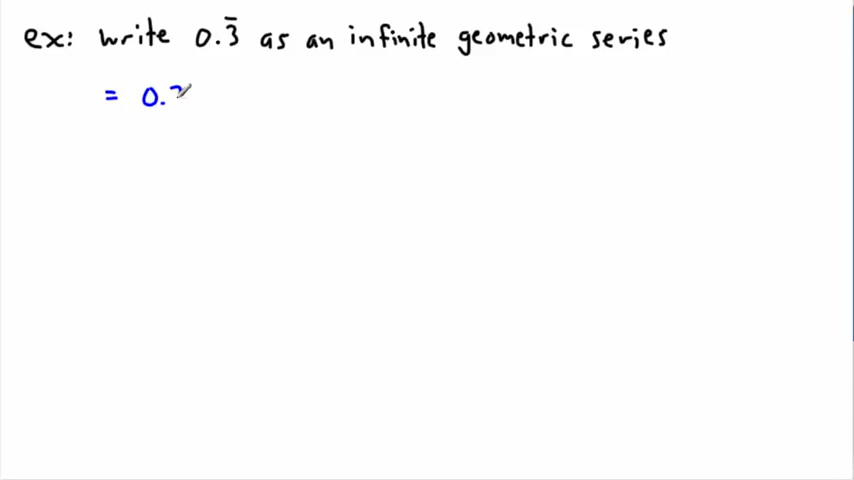 ex: write 0.3̅ as an infinite geometric series
= 0.